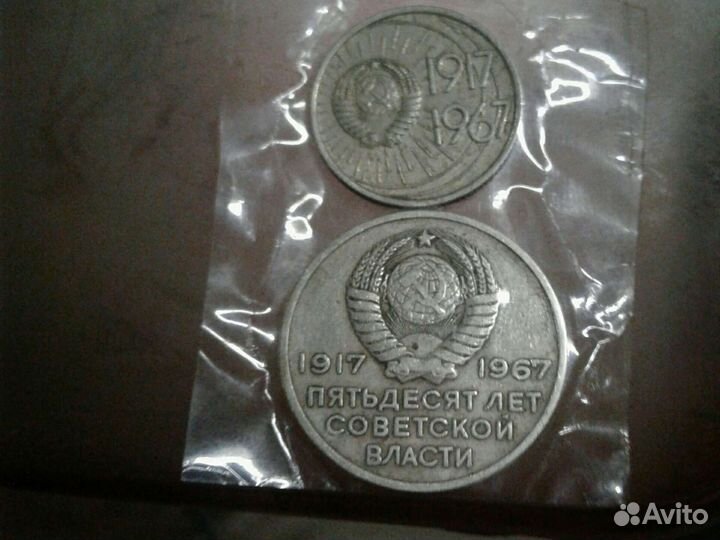 1917
1967
1917 1967
ПЯТЬДЕСЯТ ЛЕТ
СОВЕТСКОЙ
ВЛАСТИ
Avito